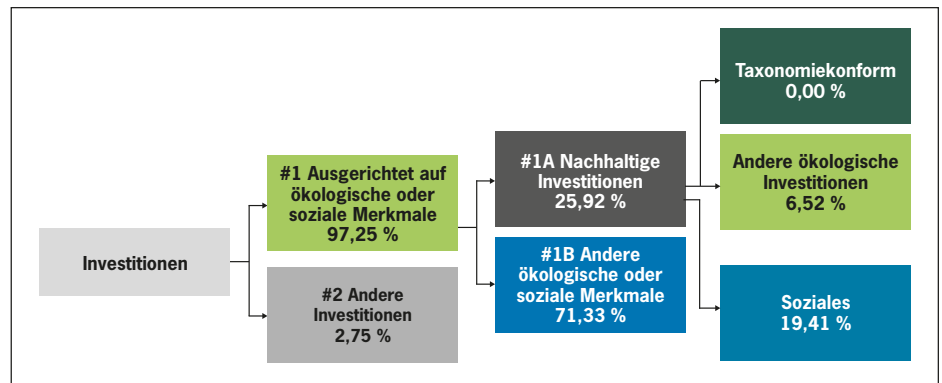 Investitionen
#1 Ausgerichtet auf
ökologische oder
soziale Merkmale
97,25 %
#2 Andere
Investitionen
2,75 %
#1A Nachhaltige
Investitionen
25,92 %
#1B Andere
ökologische oder
soziale Merkmale
71,33 %
Taxonomiekonform
0,00 %
Andere ökologische
Investitionen
6,52 %
Soziales
19,41 %